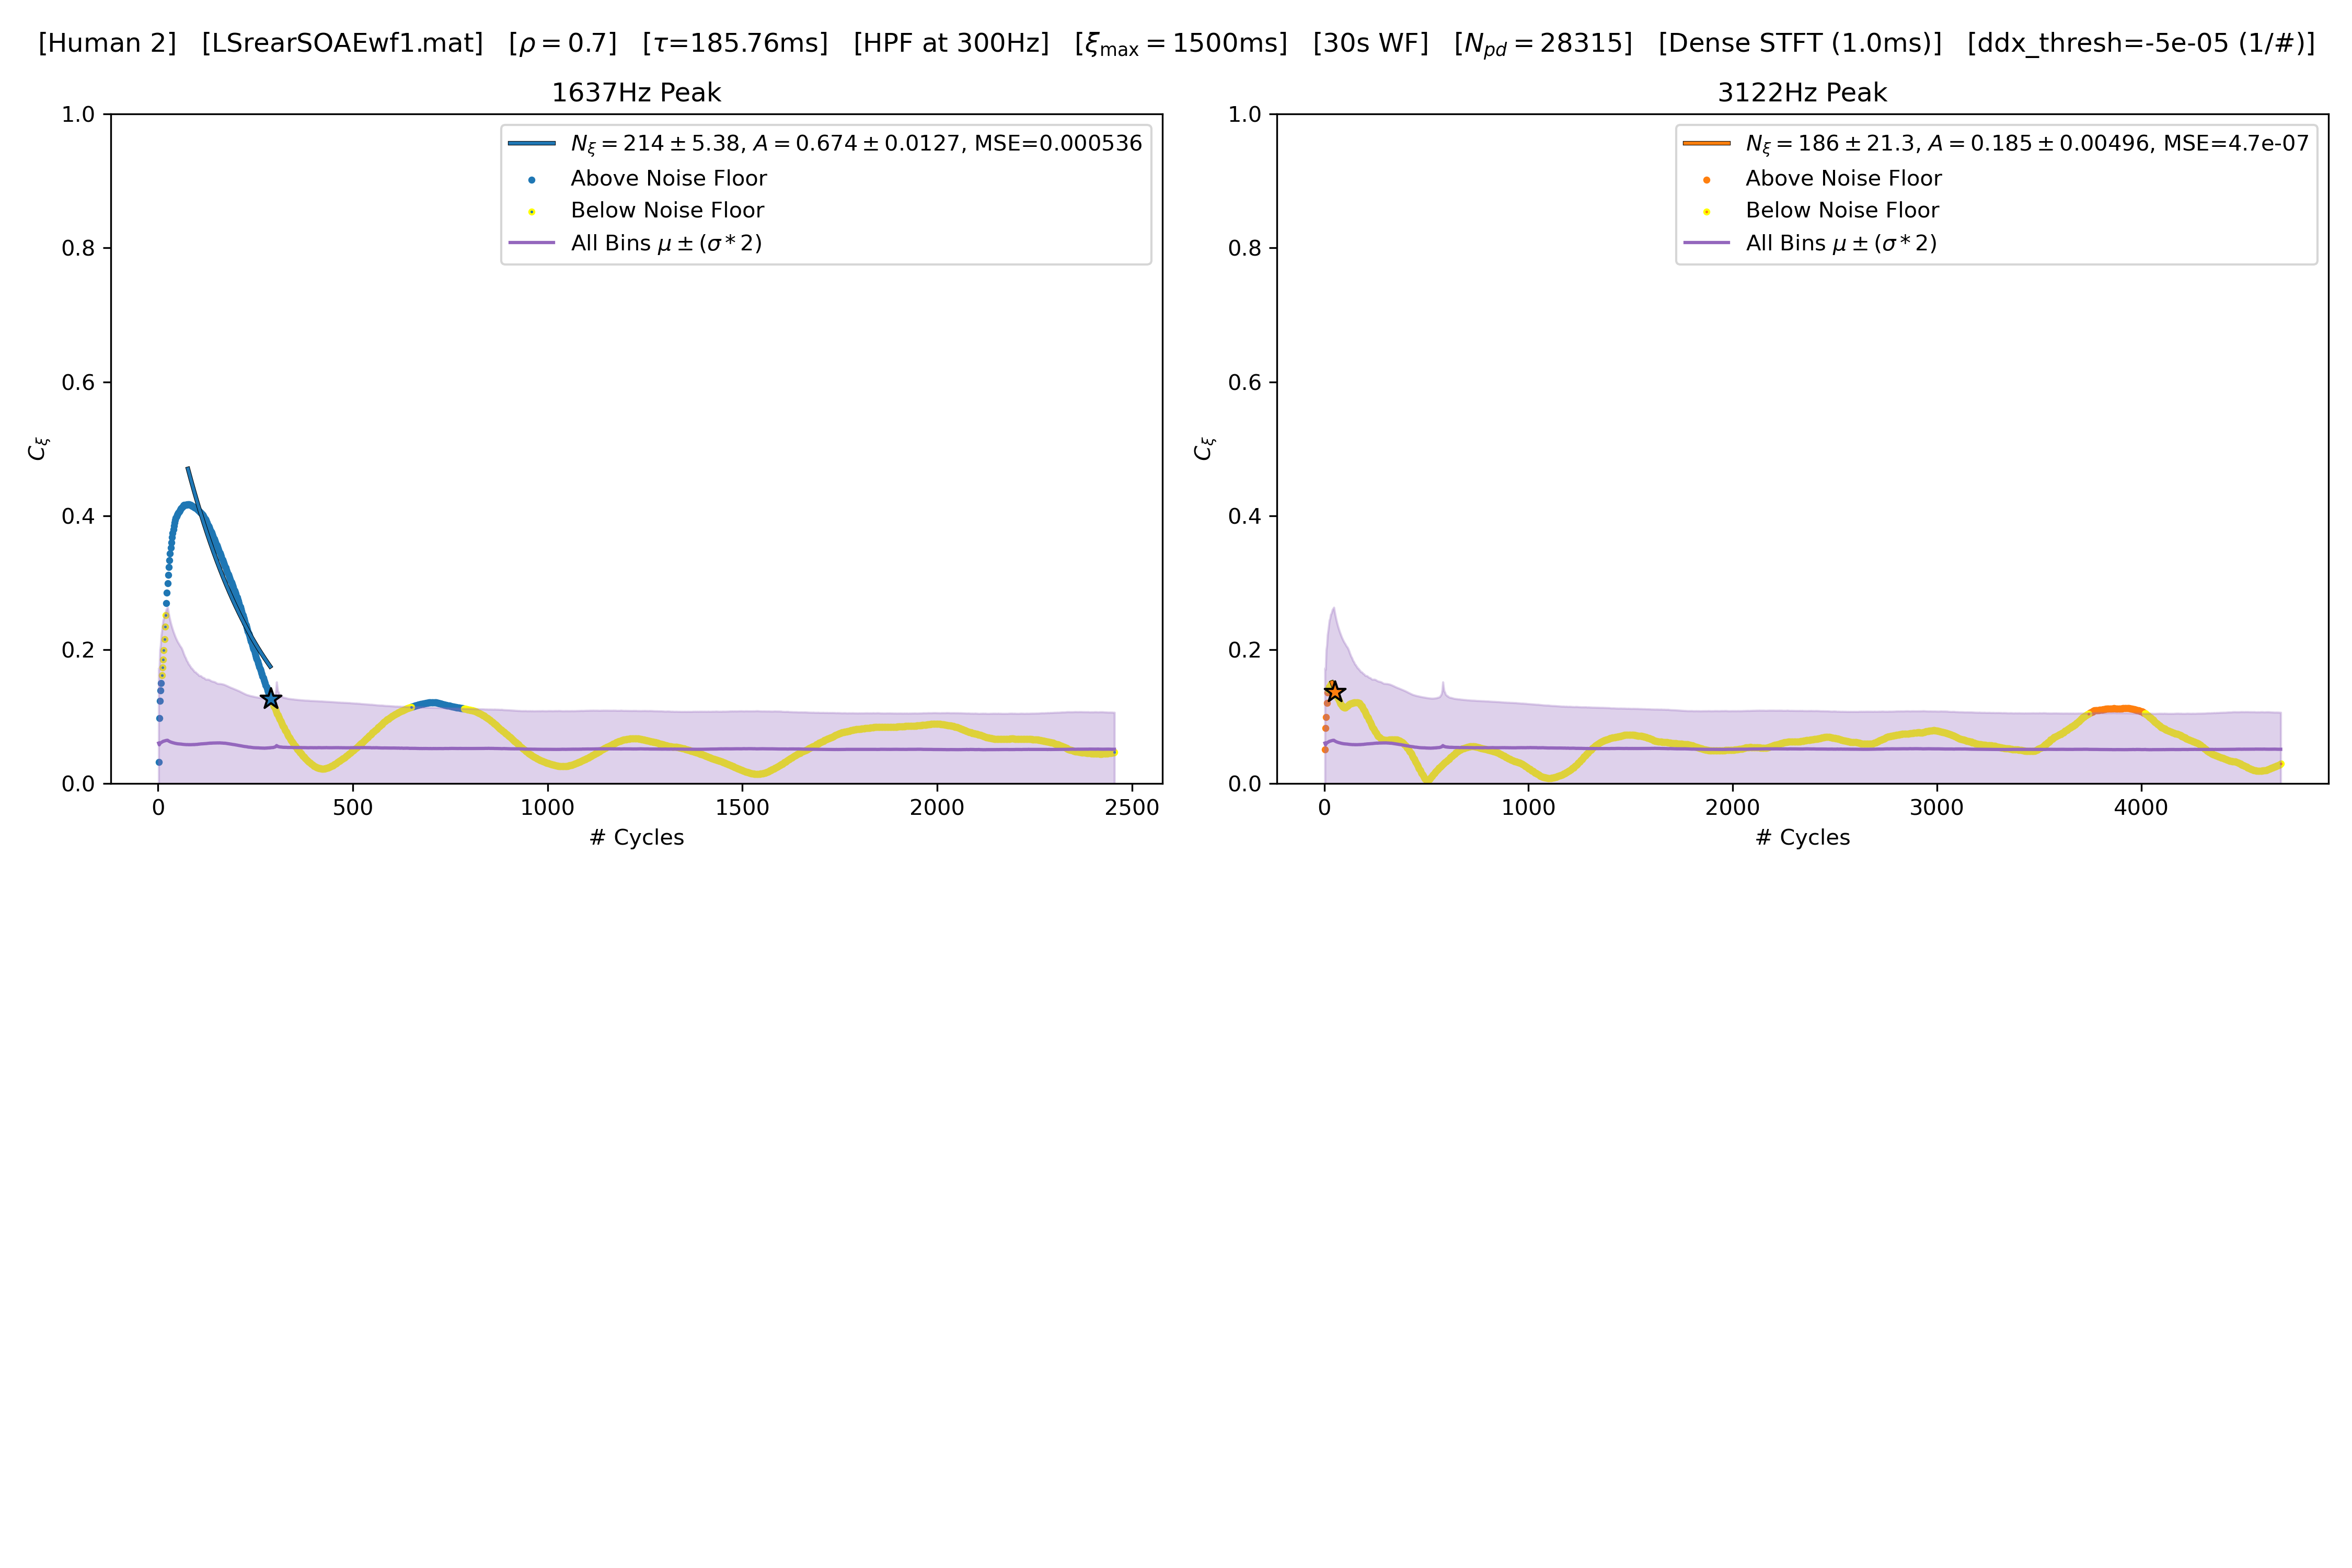 [Human 2] [LSrearSOAEwf1.mat] [ρ = 0.7] [τ=185.76ms] [HPF at 300Hz] [ξmax = 1500ms] [30s WF] [Npd = 28315] [Dense STFT (1.0ms)] [ddx_thresh=-5e-05 (1/#)]
1637Hz Peak
Nξ = 214 ± 5.38, A = 0.674 ± 0.0127, MSE=0.000536
Above Noise Floor
Below Noise Floor
All Bins μ ± (σ * 2)
1.0
0.8
0.6
0.4
0.2
0.0
Cξ
0 500 1000 1500 2000 2500
# Cycles
3122Hz Peak
Nξ = 186 ± 21.3, A = 0.185 ± 0.00496, MSE=4.7e-07
Above Noise Floor
Below Noise Floor
All Bins μ ± (σ * 2)
1.0
0.8
0.6
0.4
0.2
0.0
Cξ
0 1000 2000 3000 4000
# Cycles